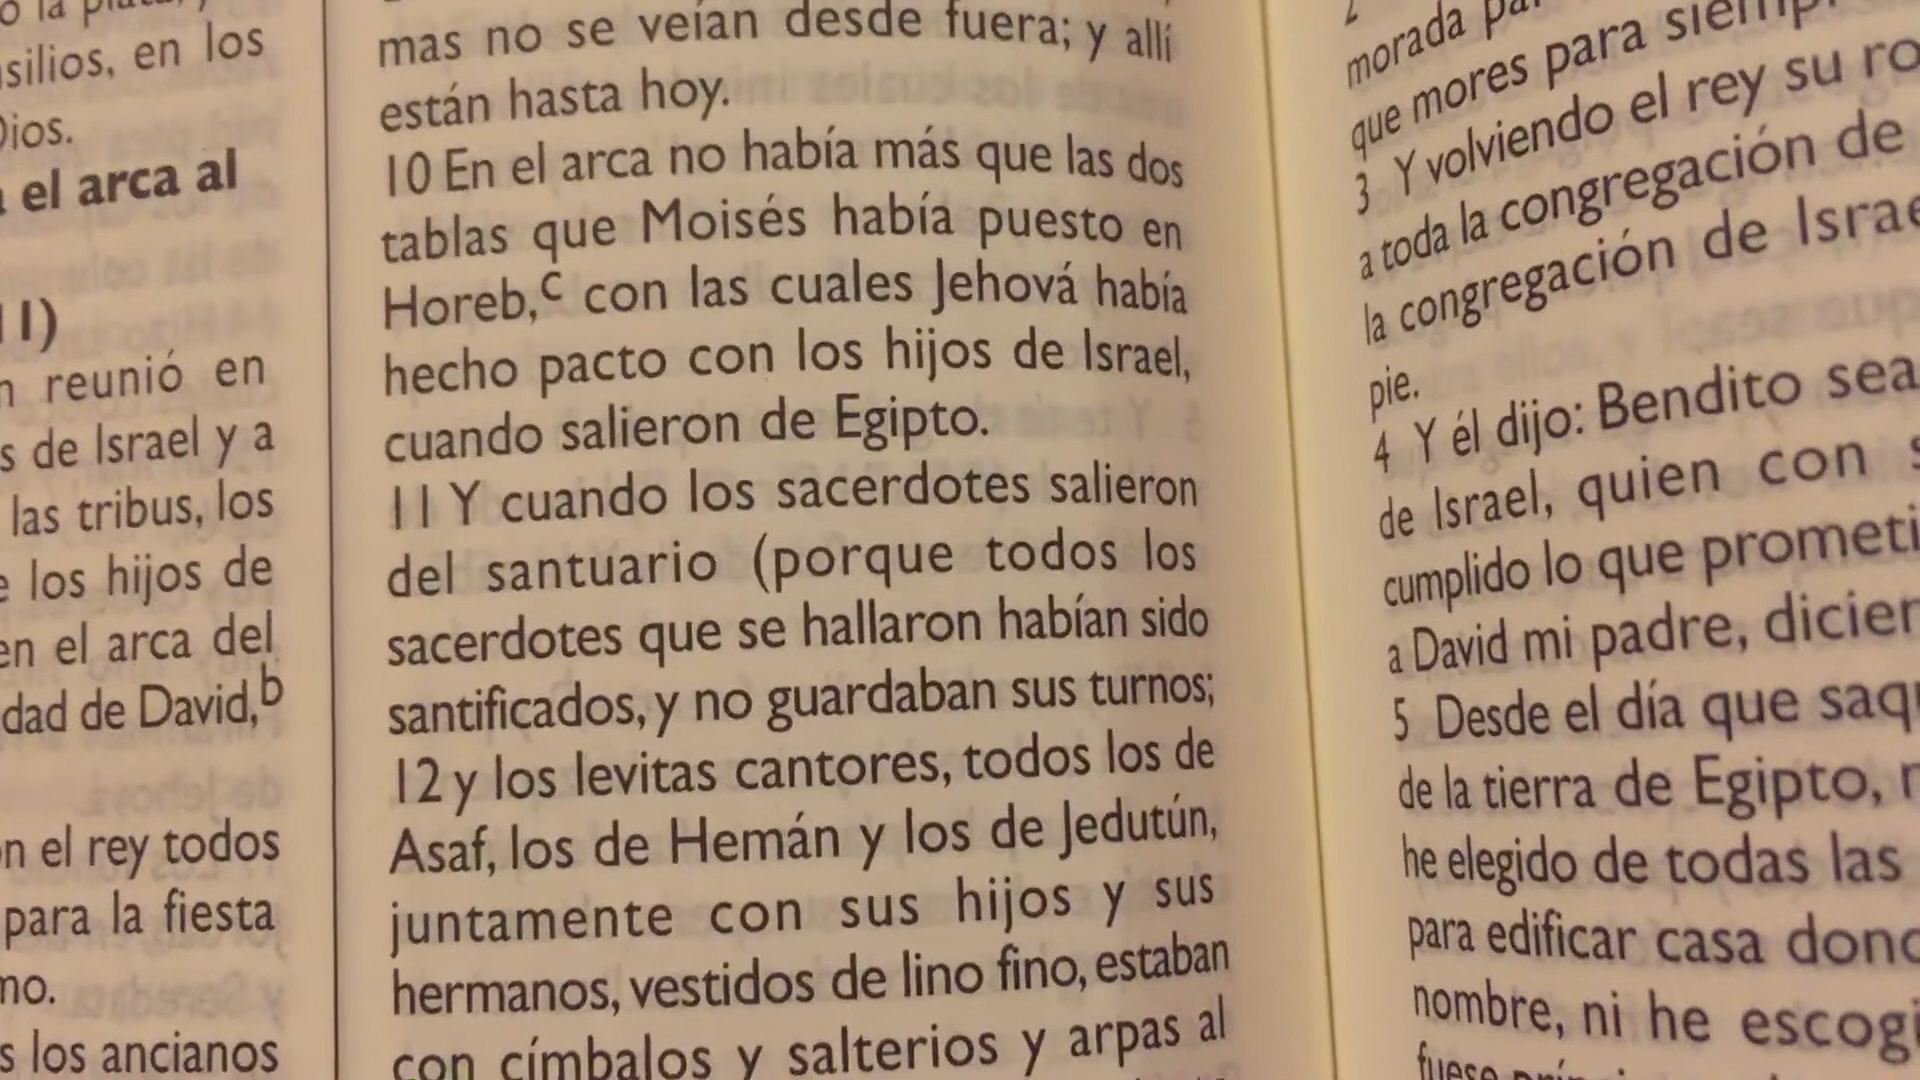 silios, en los
Dios.
el arca al
11)
reunió en
s de Israel y a
las tribus, los
e los hijos de
en el arca del
dad de David,b
n el rey todos
para la fiesta
mo.
s los ancianos
mas no se veían desde fuera; y allí
están hasta hoy.
10 En el arca no había más que las dos
tablas que Moisés había puesto en
Horeb,c con las cuales Jehová había
hecho pacto con los hijos de Israel,
cuando salieron de Egipto.
11 Y cuando los sacerdotes salieron
del santuario (porque todos los
sacerdotes que se hallaron habían sido
santificados, y no guardaban sus turnos;
12 y los levitas cantores, todos los de
Asaf, los de Hemán y los de Jedutún,
juntamente con sus hijos y sus
hermanos, vestidos de lino fino, estaban
con címbalos y salterios y arpas al
morada
que mores para siemp
3 Y volviendo el rey su ro
a toda la congregación de
la congregación de Israe
pie.
4 Y él dijo: Bendito sea
de Israel, quien con
cumplido lo que prometi
a David mi padre, dicien
5 Desde el día que saqu
de la tierra de Egipto,
he elegido de todas las
para edificar casa dond
nombre, ni he escogi